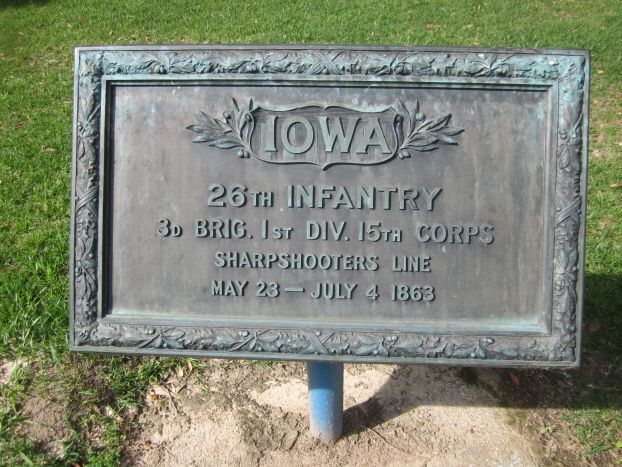 IOWA
26TH INFANTRY
3D BRIG. 1ST DIV. 15TH CORPS
SHARPSHOOTERS LINE
MAY 23 — JULY 4 1863